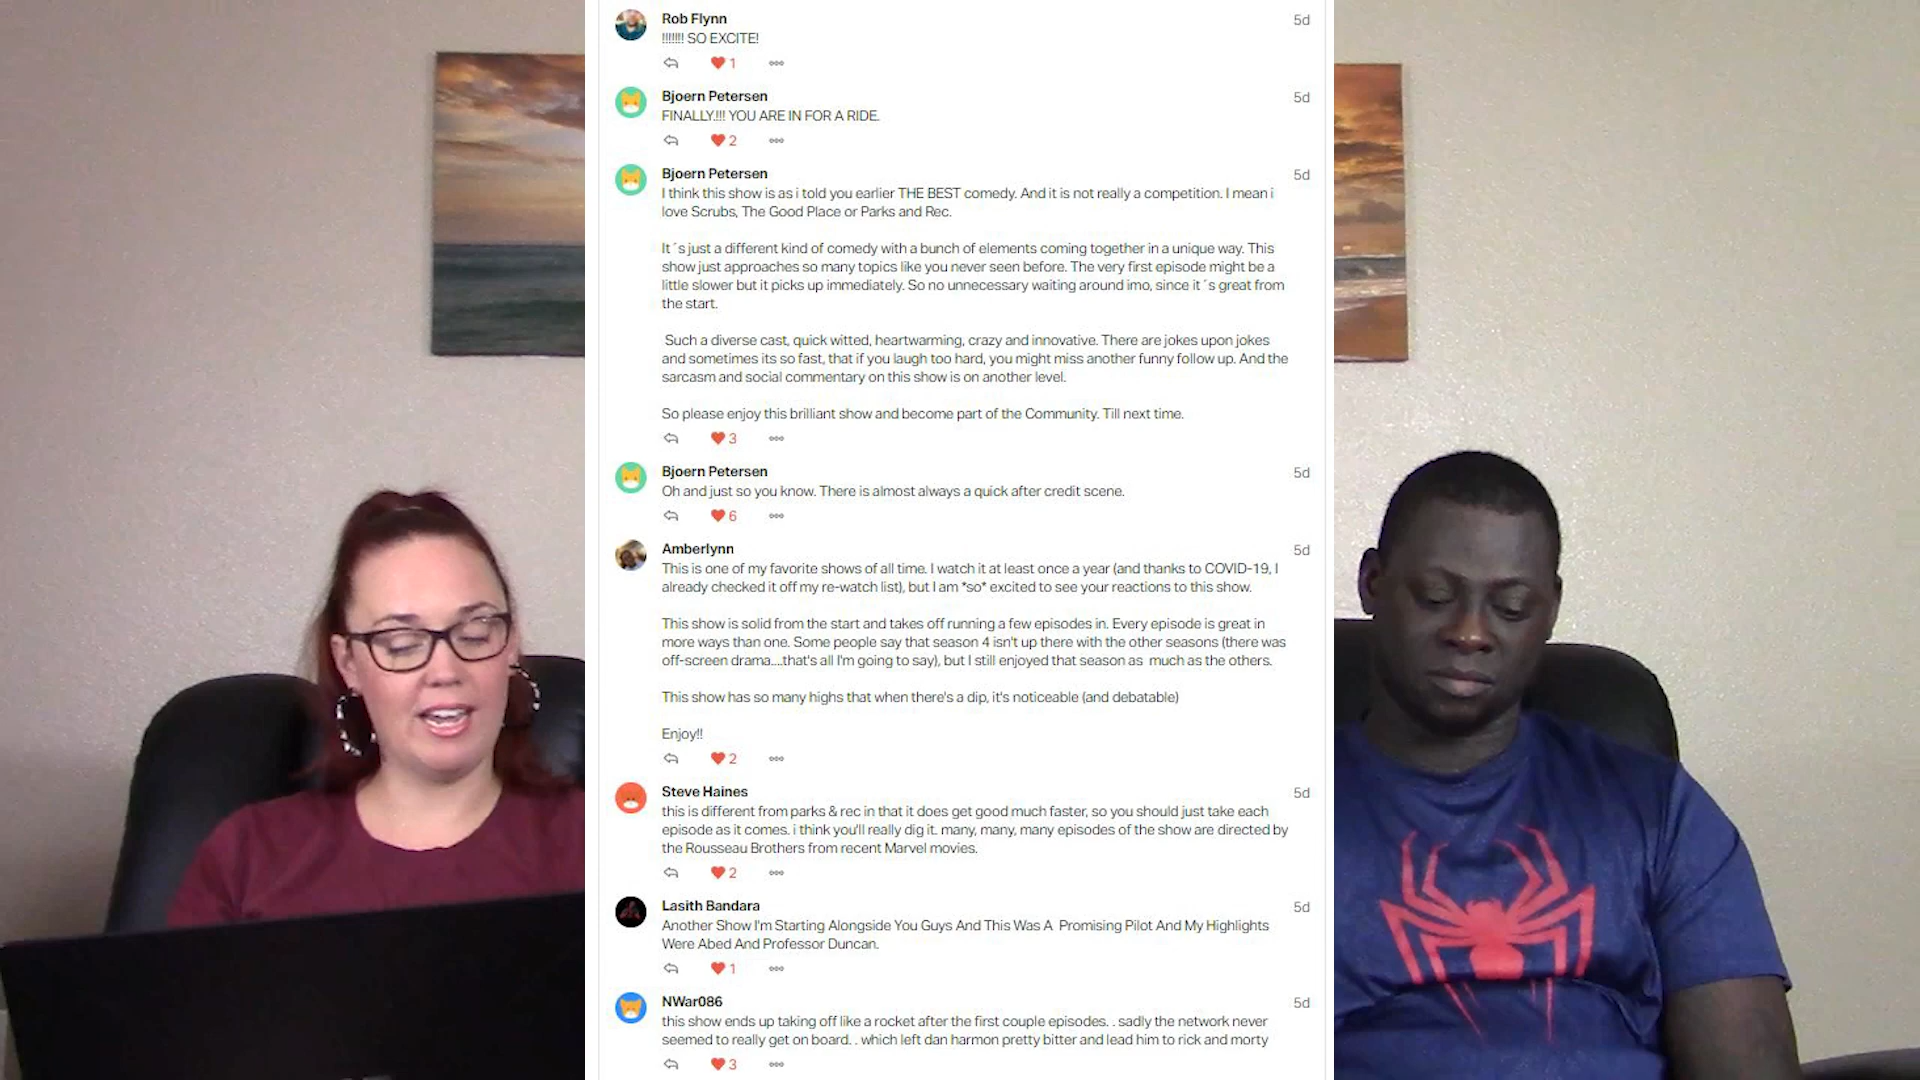 Rob Flynn
5d
!!!!!!! SO EXCITE!
1
Bjoern Petersen
5d
FINALLY.!!! YOU ARE IN FOR A RIDE.
2
Bjoern Petersen
5d
I think this show is as i told you earlier THE BEST comedy. And it is not really a competition. I mean i
love Scrubs, The Good Place or Parks and Rec.
It´s just a different kind of comedy with a bunch of elements coming together in a unique way. This
show just approaches so many topics like you never seen before. The very first episode might be a
little slower but it picks up immediately. So no unnecessary waiting around imo, since it´s great from
the start.
Such a diverse cast, quick witted, heartwarming, crazy and innovative. There are jokes upon jokes
and sometimes its so fast, that if you laugh too hard, you might miss another funny follow up. And the
sarcasm and social commentary on this show is on another level.
So please enjoy this brilliant show and become part of the Community. Till next time.
3
Bjoern Petersen
5d
Oh and just so you know. There is almost always a quick after credit scene.
6
Amberlynn
5d
This is one of my favorite shows of all time. I watch it at least once a year (and thanks to COVID-19, I
already checked it off my re-watch list), but I am *so* excited to see your reactions to this show.
This show is solid from the start and takes off running a few episodes in. Every episode is great in
more ways than one. Some people say that season 4 isn't up there with the other seasons (there was
off-screen drama....that's all I'm going to say), but I still enjoyed that season as much as the others.
This show has so many highs that when there's a dip, it's noticeable (and debatable)
Enjoy!!
2
Steve Haines
5d
this is different from parks & rec in that it does get good much faster, so you should just take each
episode as it comes. i think you'll really dig it. many, many, many episodes of the show are directed by
the Rousseau Brothers from recent Marvel movies.
2
Lasith Bandara
5d
Another Show I'm Starting Alongside You Guys And This Was A Promising Pilot And My Highlights
Were Abed And Professor Duncan.
1
NWar086
5d
this show ends up taking off like a rocket after the first couple episodes. . sadly the network never
seemed to really get on board. . which left dan harmon pretty bitter and lead him to rick and morty
3